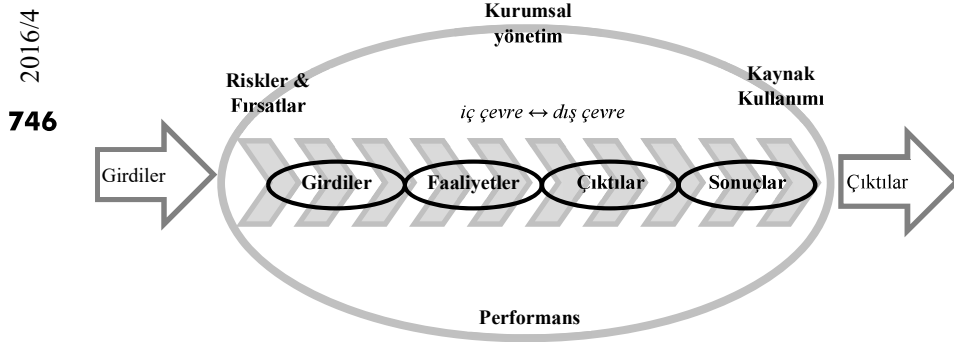 2016/4
746
Kurumsal
yönetim
Riskler &
Fırsatlar
Kaynak
Kullanımı
iç çevre ↔ dış çevre
Girdiler
Girdiler
Faaliyetler
Çıktılar
Sonuçlar
Çıktılar
Performans